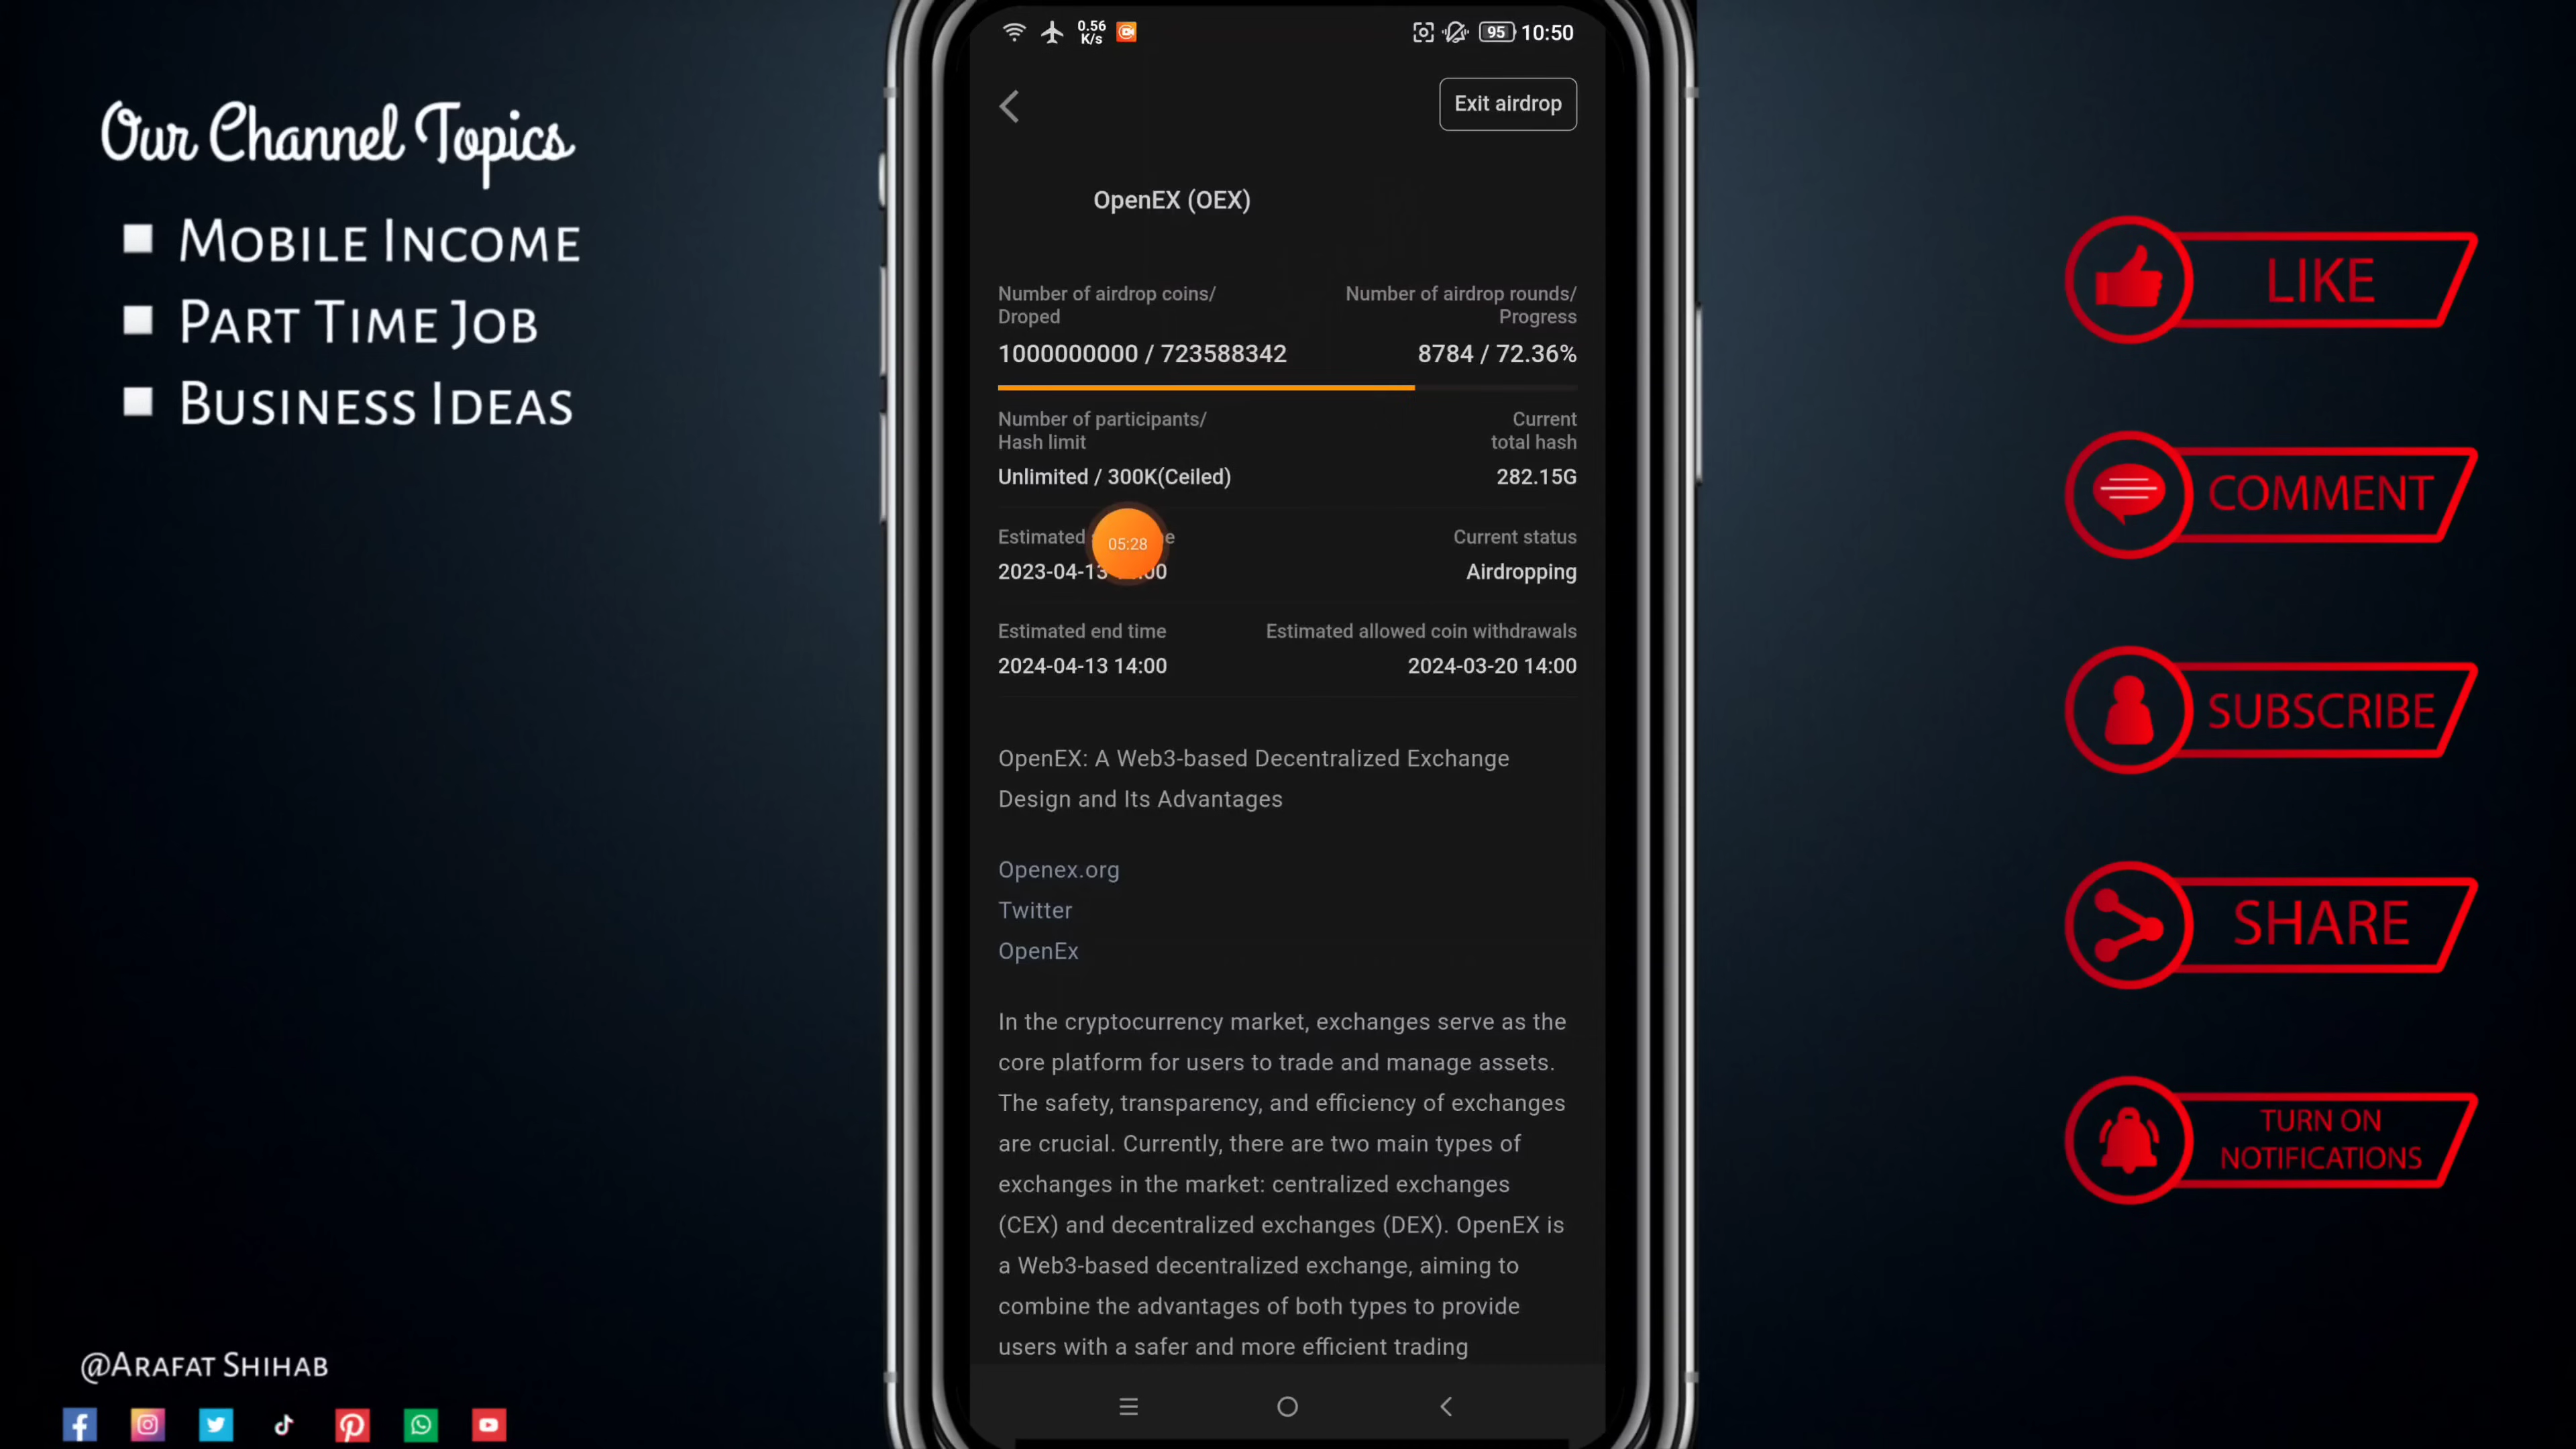 Our Channel Topics
Mobile Income
Part Time Job
Business Ideas
@Arafat Shihab
0.56
K/s
95 10:50
Exit airdrop
OpenEX (OEX)
Number of airdrop coins/
Droped
Number of airdrop rounds/
Progress
1000000000 / 723588342
8784 / 72.36%
Number of participants/
Hash limit
Current
total hash
Unlimited / 300K(Ceiled)
282.15G
Estimated
05:28
Current status
2023-04-13
Airdropping
Estimated end time
Estimated allowed coin withdrawals
2024-04-13 14:00
2024-03-20 14:00
OpenEX: A Web3-based Decentralized Exchange
Design and Its Advantages
Openex.org
Twitter
OpenEx
In the cryptocurrency market, exchanges serve as the
core platform for users to trade and manage assets.
The safety, transparency, and efficiency of exchanges
are crucial. Currently, there are two main types of
exchanges in the market: centralized exchanges
(CEX) and decentralized exchanges (DEX). OpenEX is
a Web3-based decentralized exchange, aiming to
combine the advantages of both types to provide
users with a safer and more efficient trading
LIKE
COMMENT
SUBSCRIBE
SHARE
TURN ON
NOTIFICATIONS